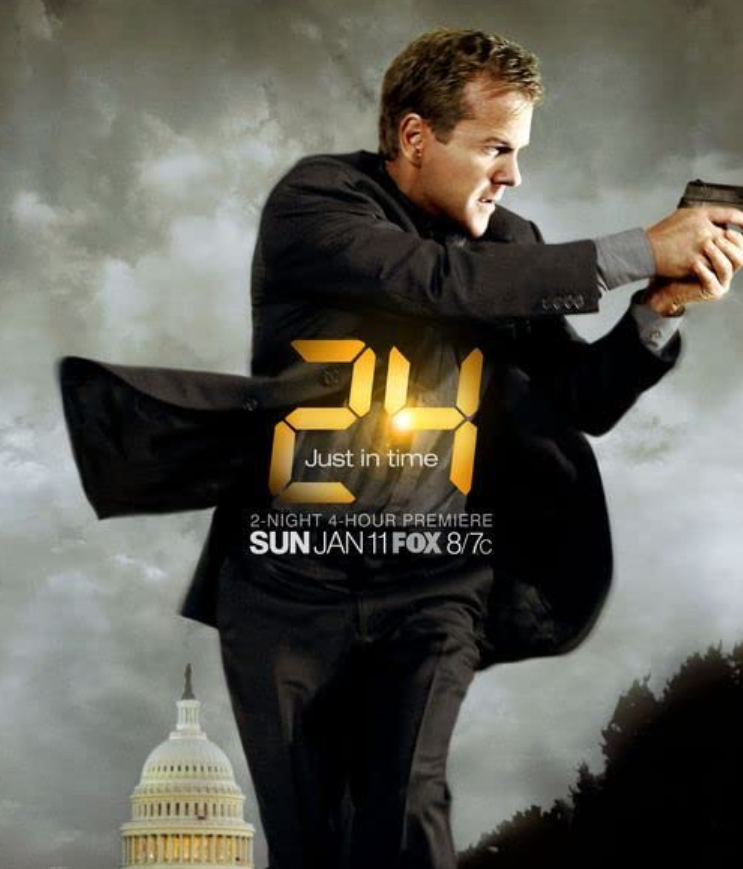 24
Just in time
2-NIGHT 4-HOUR PREMIERE
SUN JAN 11 FOX 8/7c